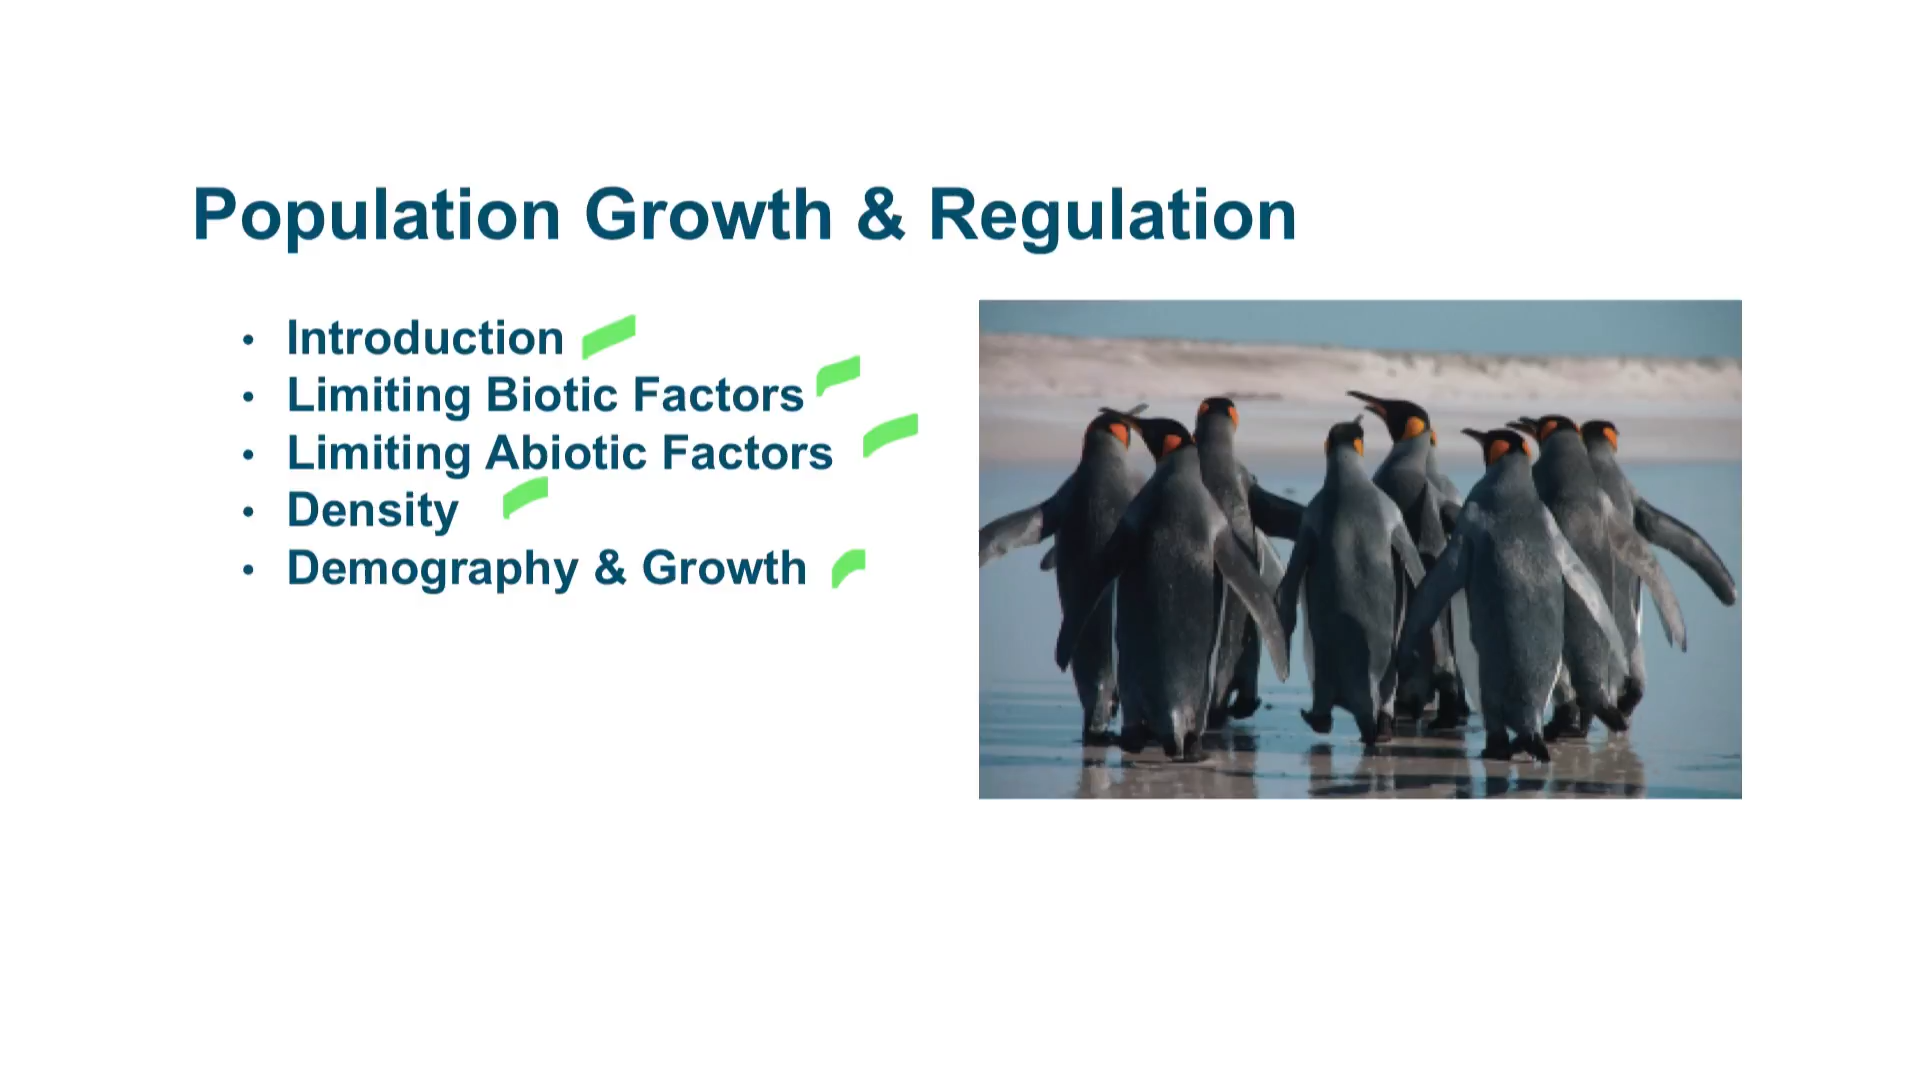 Population Growth & Regulation
• Introduction
• Limiting Biotic Factors
• Limiting Abiotic Factors
• Density
• Demography & Growth